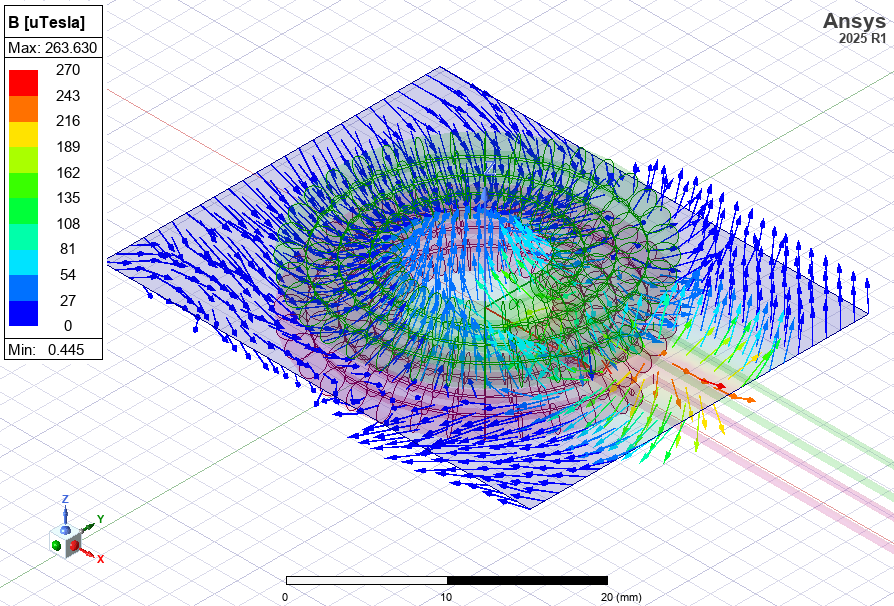 B [uTesla]
Max: 263.630
270
243
216
189
162
135
108
81
54
27
0
Min: 0.445
Ansys
2025 R1
Z
Y
X
0 10 20 (mm)